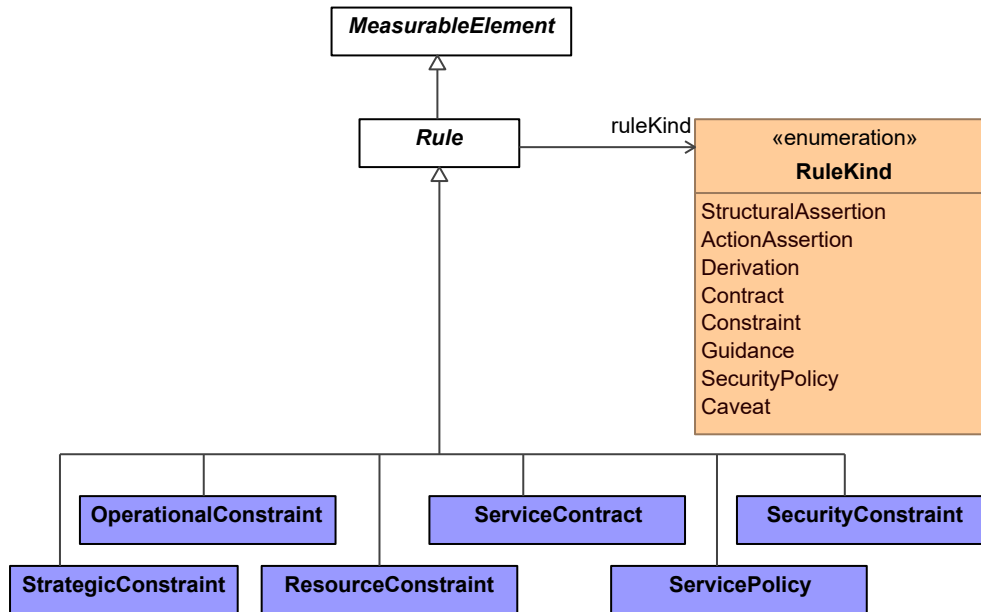 MeasurableElement
Rule
ruleKind
«enumeration»
RuleKind
StructuralAssertion
ActionAssertion
Derivation
Contract
Constraint
Guidance
SecurityPolicy
Caveat
OperationalConstraint
ServiceContract
SecurityConstraint
StrategicConstraint
ResourceConstraint
ServicePolicy